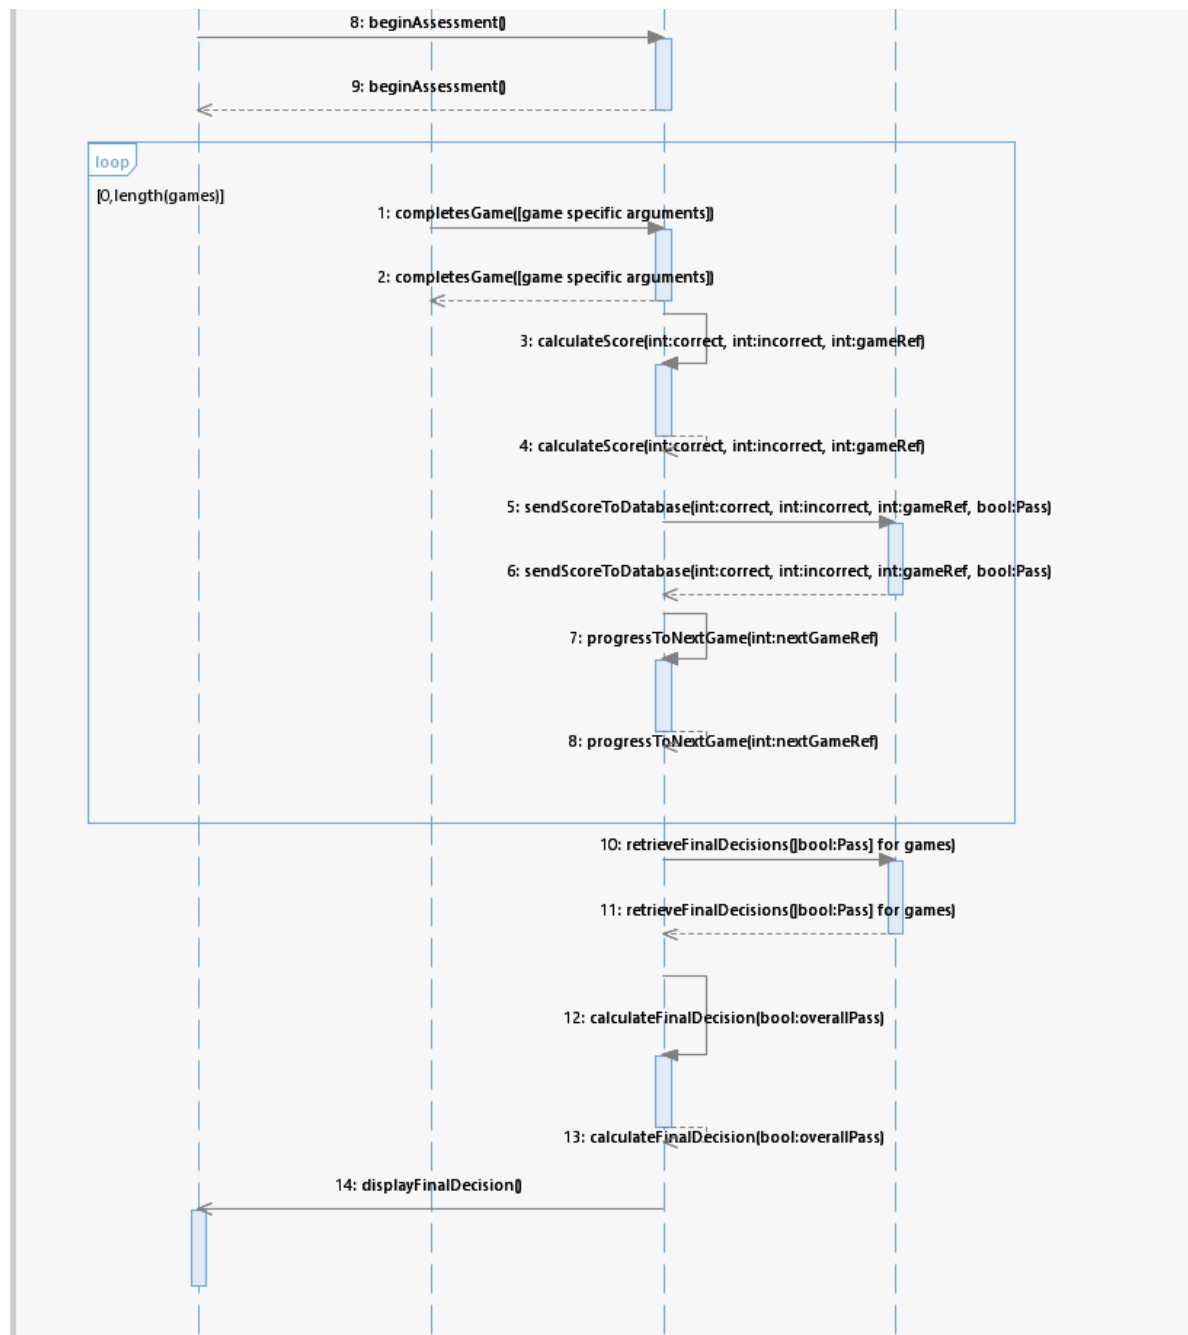 8: beginAssessment()
9: beginAssessment()
loop
[0,length(games)]
1: completesGame([game specific arguments])
2: completesGame([game specific arguments])
3: calculateScore(int:correct, int:incorrect, int:gameRef)
4: calculateScore(int:correct, int:incorrect, int:gameRef)
5: sendScoreToDatabase(int:correct, int:incorrect, int:gameRef, bool:Pass)
6: sendScoreToDatabase(int:correct, int:incorrect, int:gameRef, bool:Pass)
7: progressToNextGame(int:nextGameRef)
8: progressToNextGame(int:nextGameRef)
10: retrieveFinalDecisions([bool:Pass] for games)
11: retrieveFinalDecisions([bool:Pass] for games)
12: calculateFinalDecision(bool:overallPass)
13: calculateFinalDecision(bool:overallPass)
14: displayFinalDecision()